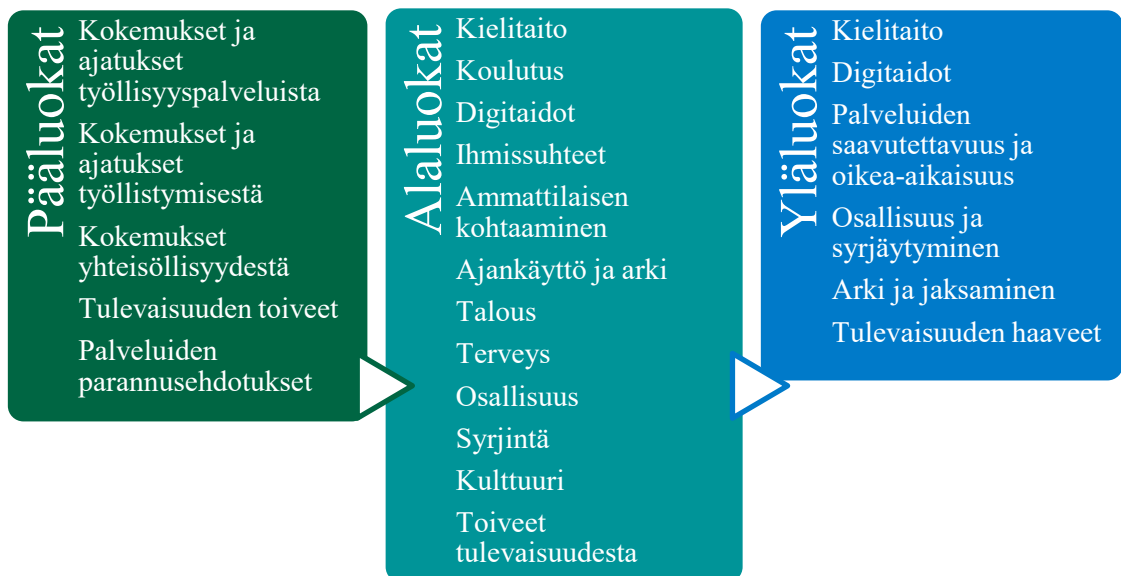 Pääluokat
Kokemukset ja
ajatukset
työllisyyspalveluista
Kokemukset ja
ajatukset
työllistymisestä
Kokemukset
yhteisöllisyydestä
Tulevaisuuden toiveet
Palveluiden
parannusehdotukset
Alaluokat
Kielitaito
Koulutus
Digitaidot
Ihmissuhteet
Ammattilaisen
kohtaaminen
Ajankäyttö ja arki
Talous
Terveys
Osallisuus
Syrjintä
Kulttuuri
Toiveet
tulevaisuudesta
Yläluokat
Kielitaito
Digitaidot
Palveluiden
saavutettavuus ja
oikea-aikaisuus
Osallisuus ja
syrjäytyminen
Arki ja jaksaminen
Tulevaisuuden haaveet